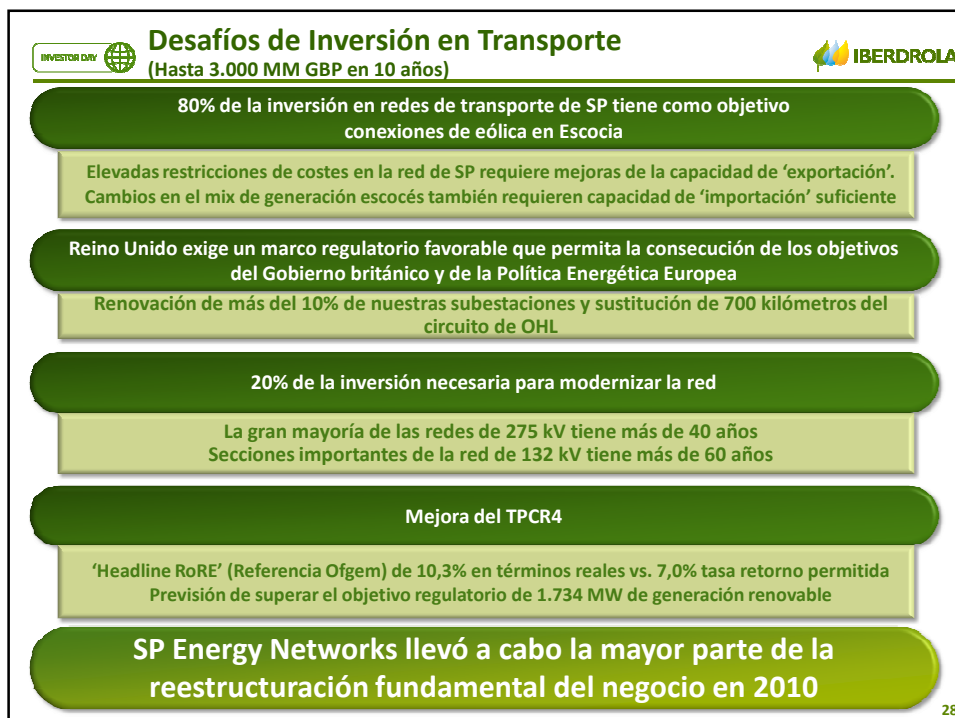 INVESTOR DAY
Desafíos de Inversión en Transporte
(Hasta 3.000 MM GBP en 10 años)
IBERDROLA
80% de la inversión en redes de transporte de SP tiene como objetivo
conexiones de eólica en Escocia
Elevadas restricciones de costes en la red de SP requiere mejoras de la capacidad de ‘exportación’.
Cambios en el mix de generación escocés también requieren capacidad de ‘importación’ suficiente
Reino Unido exige un marco regulatorio favorable que permita la consecución de los objetivos
del Gobierno británico y de la Política Energética Europea
Renovación de más del 10% de nuestras subestaciones y sustitución de 700 kilómetros del
circuito de OHL
20% de la inversión necesaria para modernizar la red
La gran mayoría de las redes de 275 kV tiene más de 40 años
Secciones importantes de la red de 132 kV tiene más de 60 años
Mejora del TPCR4
‘Headline RoRE’ (Referencia Ofgem) de 10,3% en términos reales vs. 7,0% tasa retorno permitida
Previsión de superar el objetivo regulatorio de 1.734 MW de generación renovable
SP Energy Networks llevó a cabo la mayor parte de la
reestructuración fundamental del negocio en 2010
28